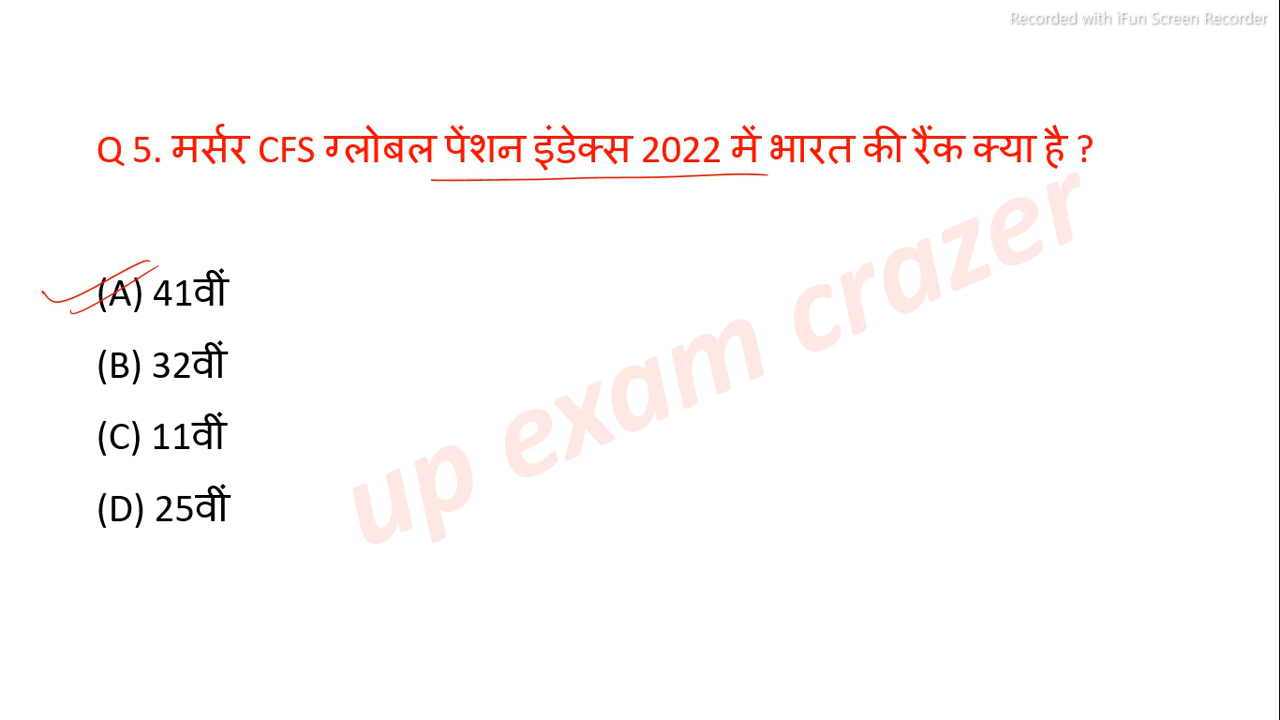 Recorded with iFun Screen Recorder
Q 5. मर्सर CFS ग्लोबल पेंशन इंडेक्स 2022 में भारत की रैंक क्या है ?
(A) 41वीं
(B) 32वीं
(C) 11वीं
(D) 25वीं
up exam crazer